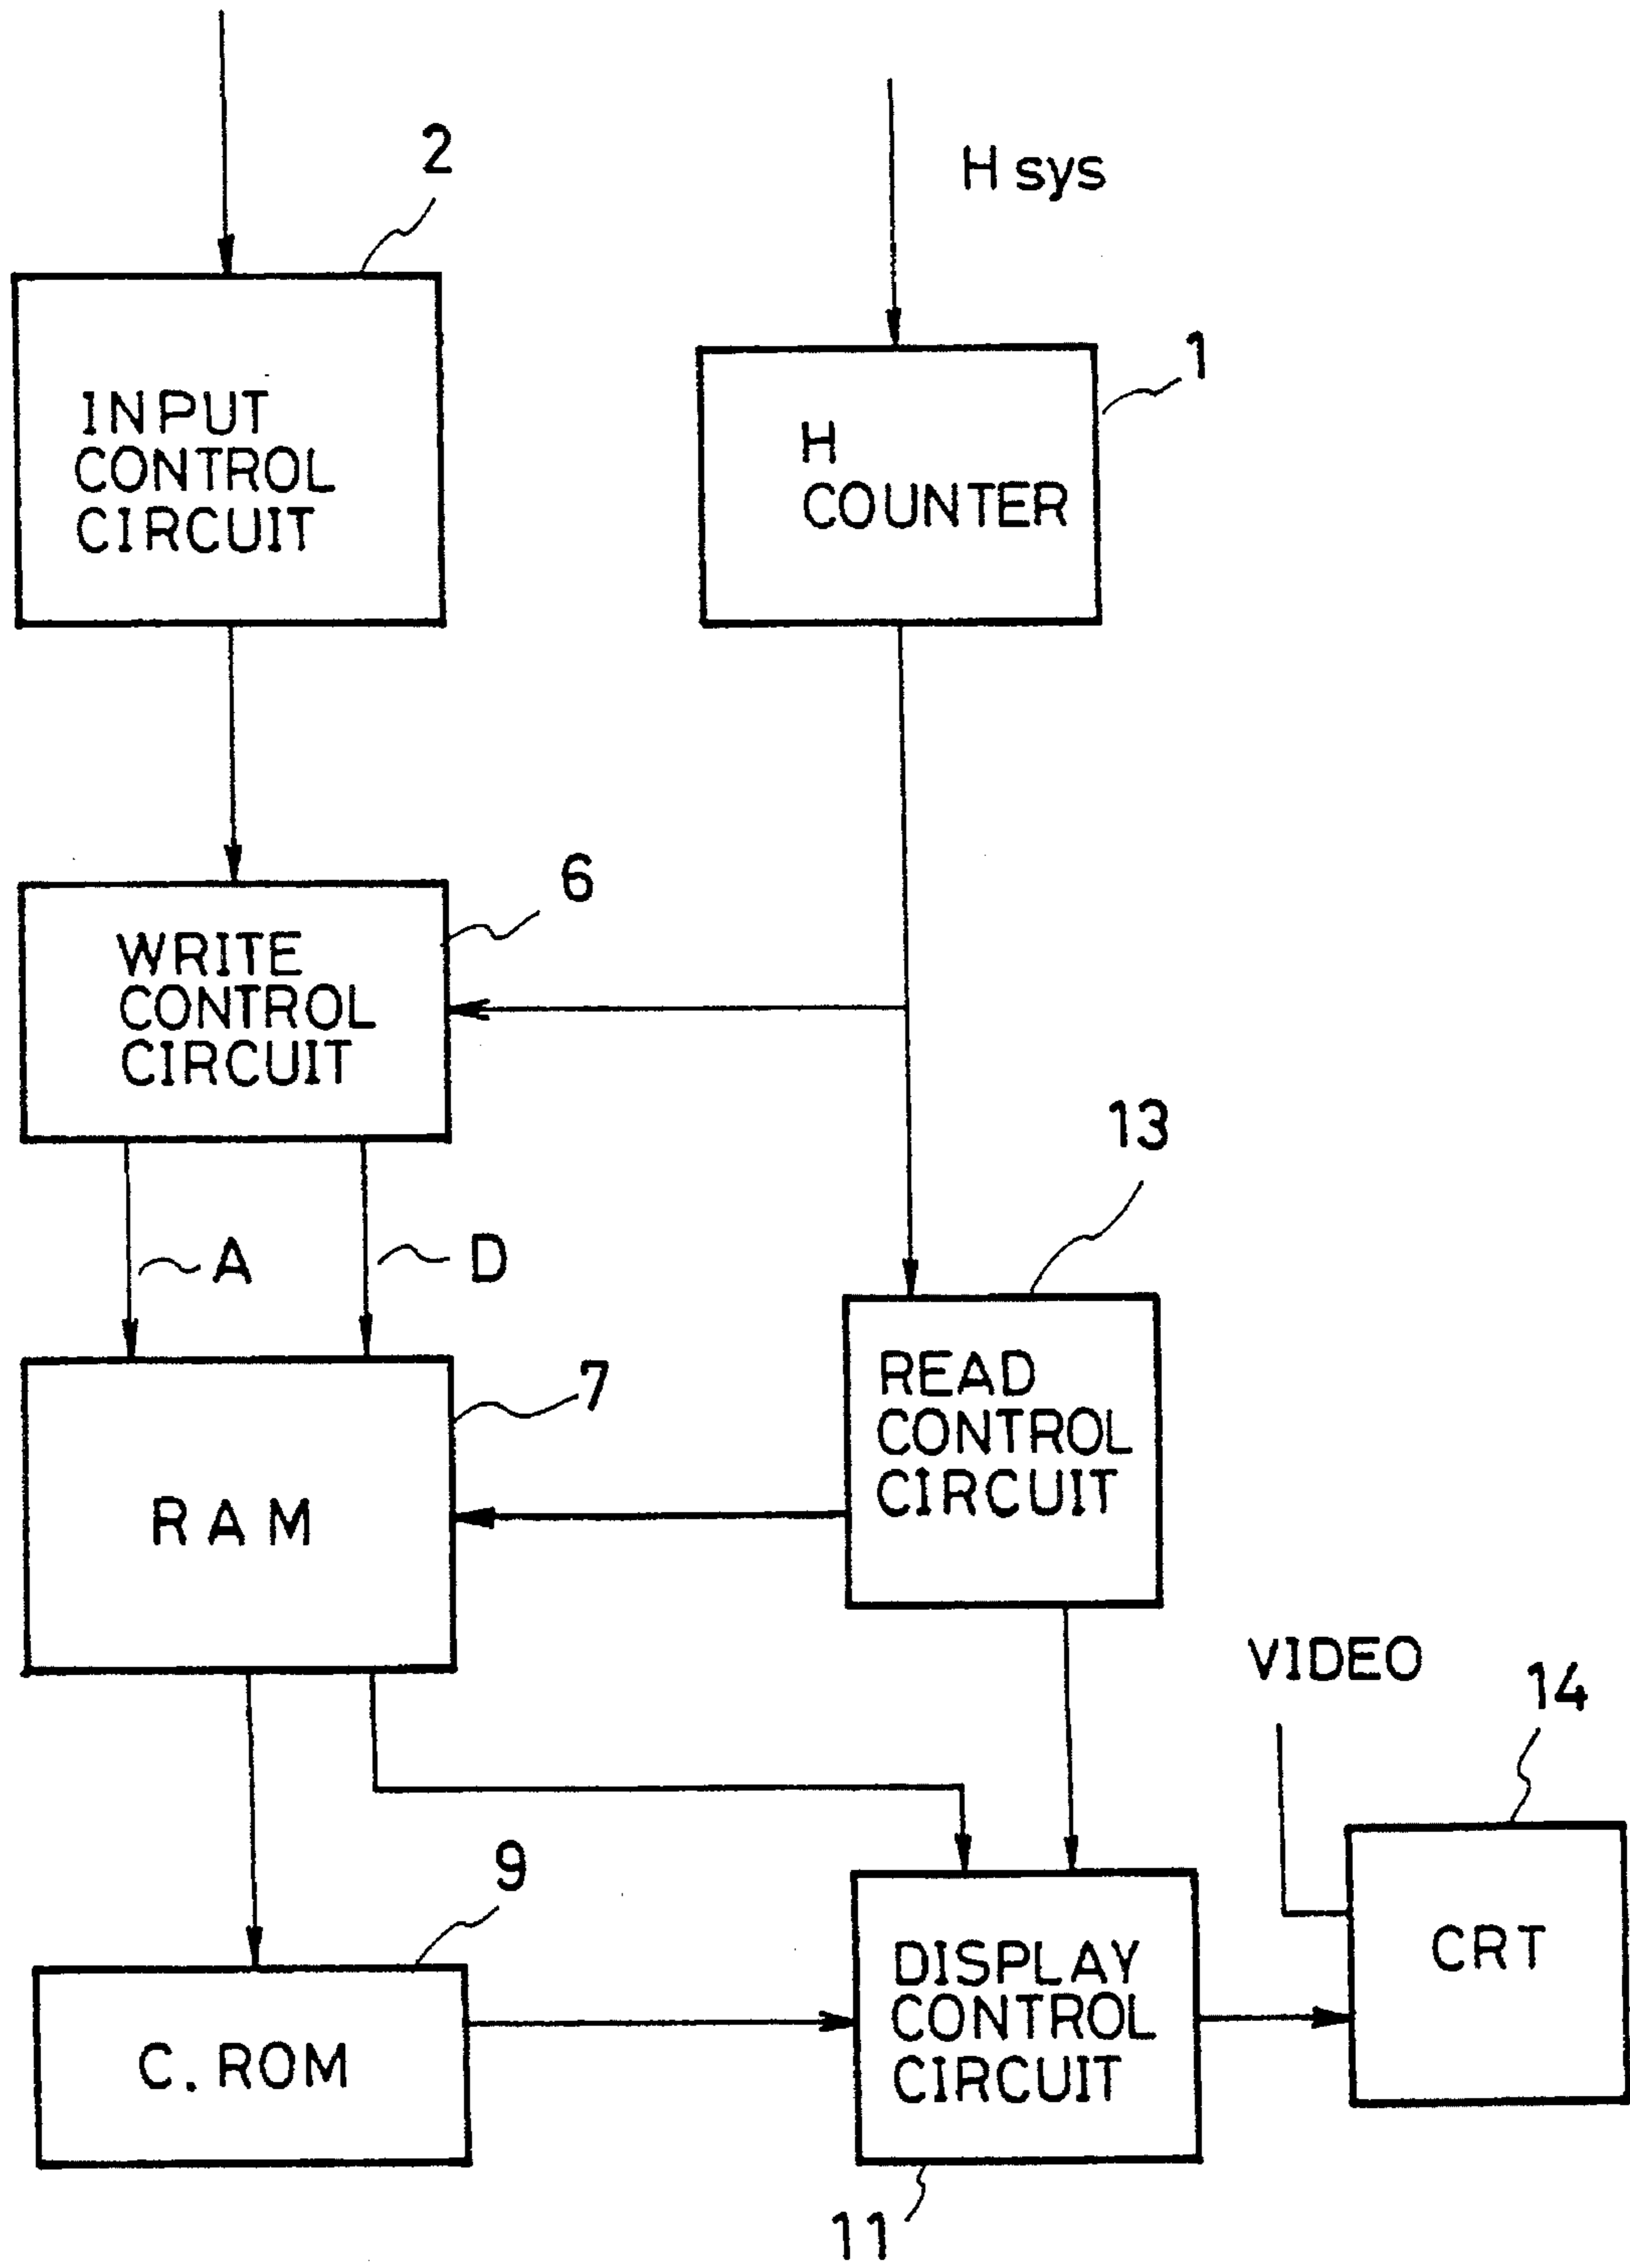 2
H sys
1
INPUT
CONTROL
CIRCUIT
H
COUNTER
6
WRITE
CONTROL
CIRCUIT
13
A
D
7
READ
CONTROL
CIRCUIT
RAM
VIDEO
14
9
CRT
DISPLAY
CONTROL
CIRCUIT
C. ROM
11